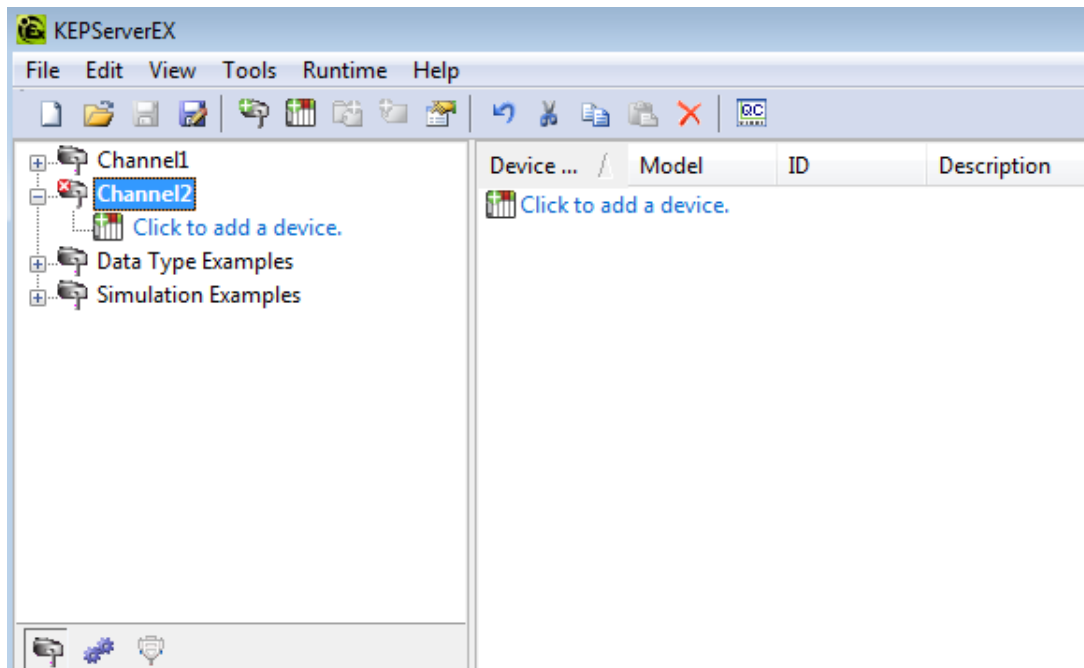 KEPServerEX
File Edit View Tools Runtime Help
QC
Channel1
Channel2
Click to add a device.
Data Type Examples
Simulation Examples
Device ... Model ID Description
Click to add a device.